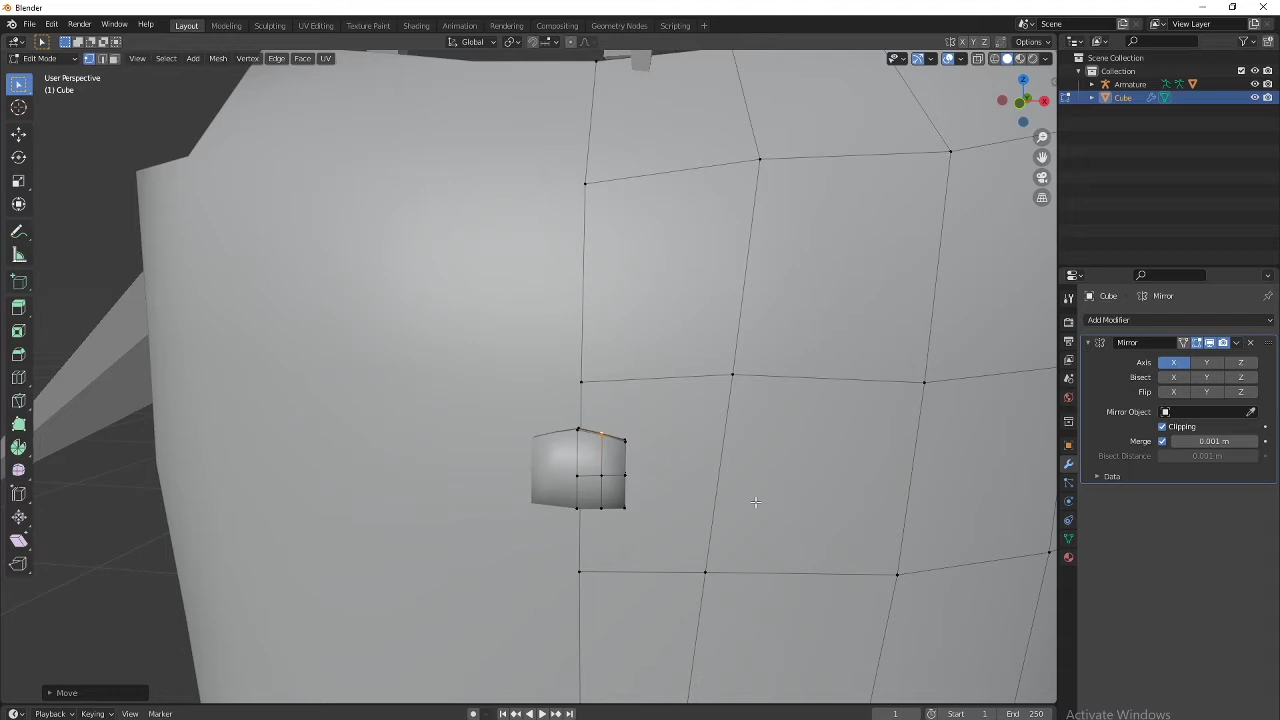 Blender
File Edit Render Window Help
Layout Modeling Sculpting UV Editing Texture Paint Shading Animation Rendering Compositing Geometry Nodes Scripting +
Scene
View Layer
Edit Mode
Global
X Y Z
Options
View Select Add Mesh Vertex Edge Face UV
User Perspective
(1) Cube
Z
X
Y
Scene Collection
Collection
Armature
Cube
Cube
Mirror
Add Modifier
Mirror
Axis X Y Z
Bisect X Y Z
Flip X Y Z
Mirror Object
Clipping
Merge 0.001 m
Bisect Distance 0.001 m
Data
Move
Playback Keying View Marker
1
Start 1
End 250
Activate Windows